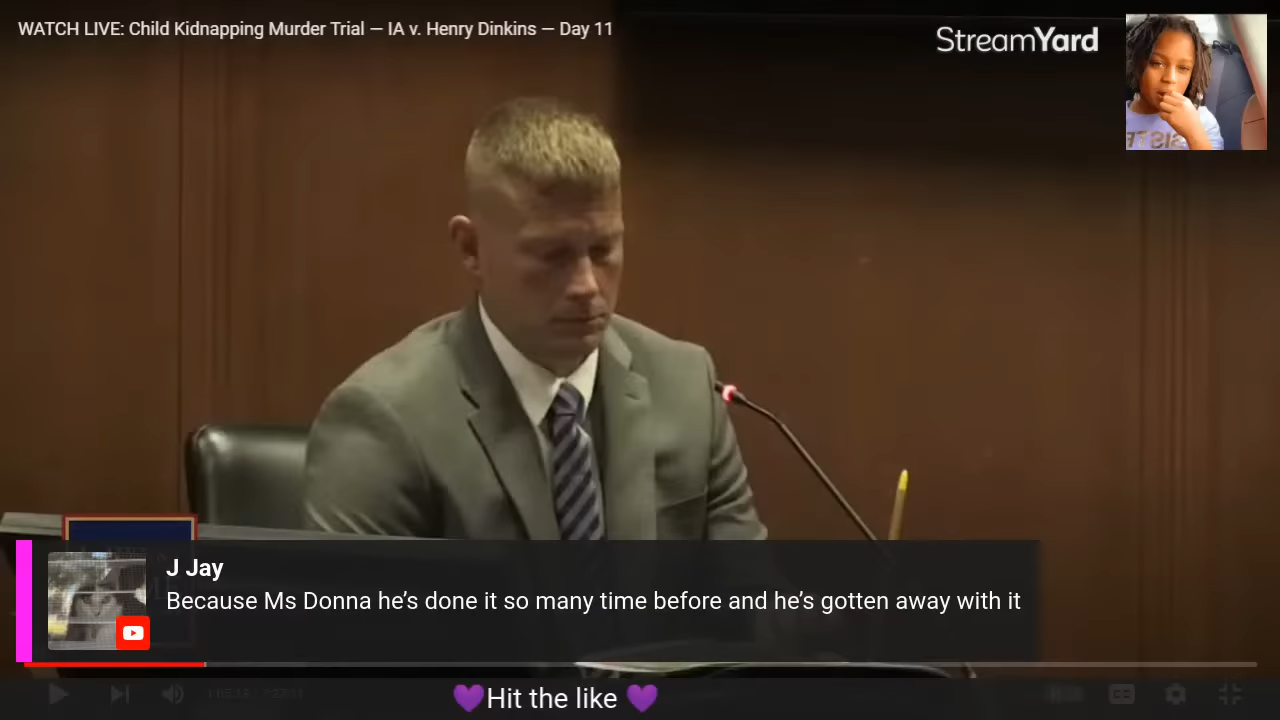 WATCH LIVE: Child Kidnapping Murder Trial — IA v. Henry Dinkins — Day 11
StreamYard
J Jay
Because Ms Donna he's done it so many time before and he's gotten away with it
💜Hit the like 💜